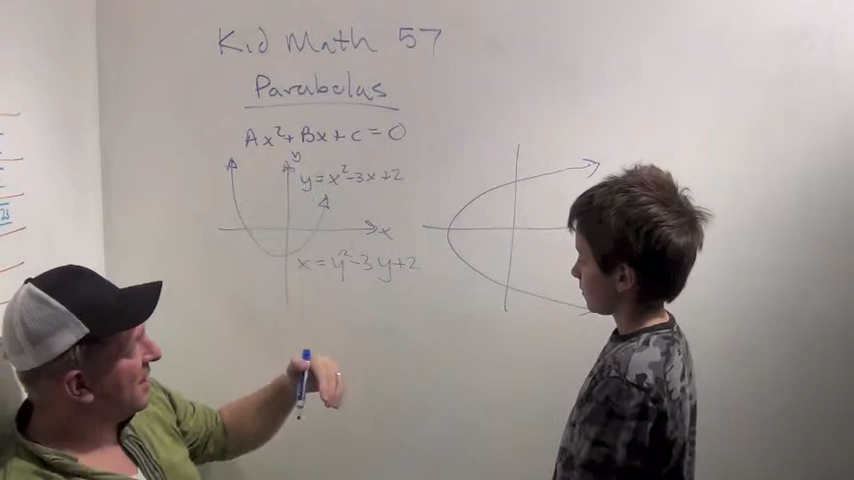 Kid Math 57
Parabolas
Ax²+Bx+C=0
y
y=x²-3x+2
x
x=y²-3y+2